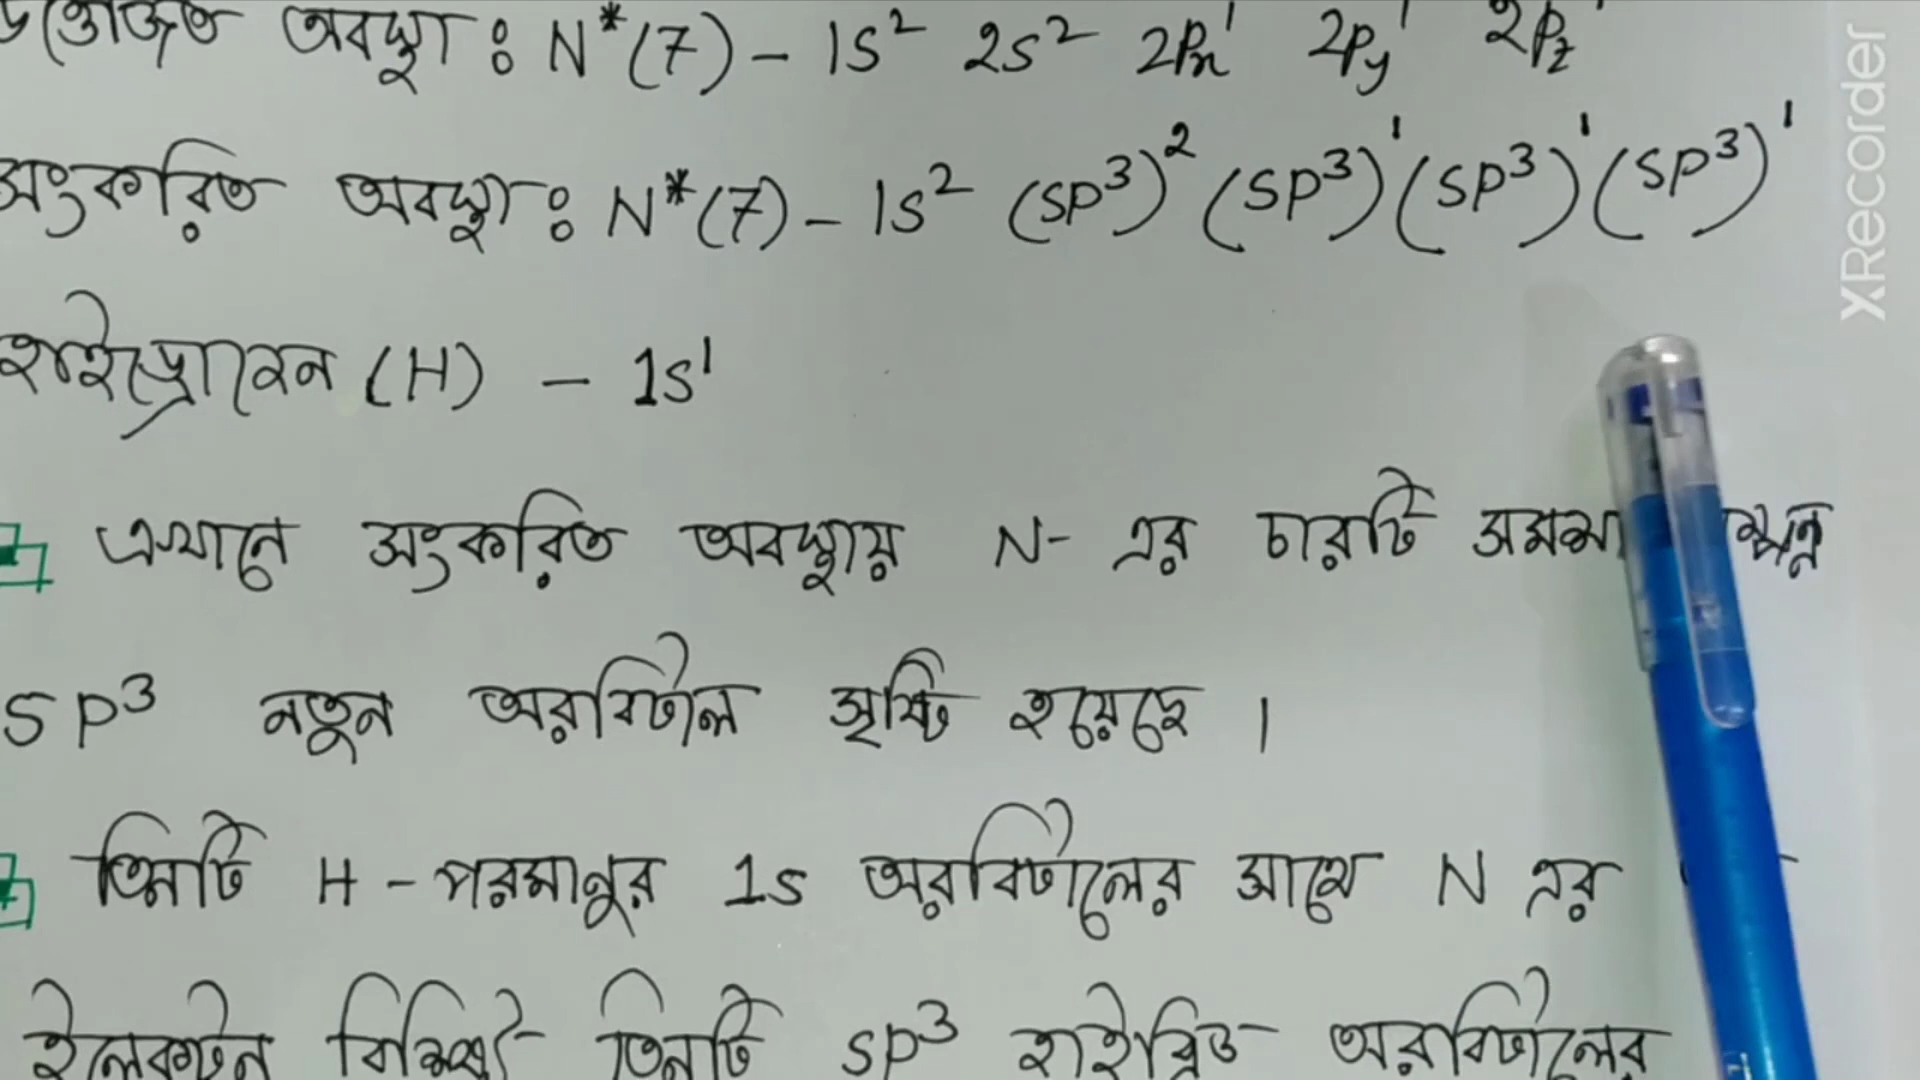 উত্তেজিত অবস্থা : N*(7) - 1s² 2s² 2Px¹ 2Py¹ 2Pz¹
সংকরিত অবস্থা : N*(7) - 1s² (SP³)² (SP³)¹ (SP³)¹ (SP³)¹
হাইড্রোজেন (H) - 1s¹
এখানে সংকরিত অবস্থায় N- এর চারটি
SP³ নতুন অরবিটাল সৃষ্টি হয়েছে।
তিনটি H - পরমানুর 1s অরবিটালের সাথে N এর
ইলেকট্রন বিশিষ্ট তিনটি SP³ হাইব্রিড অরবিটালের
XRecorder